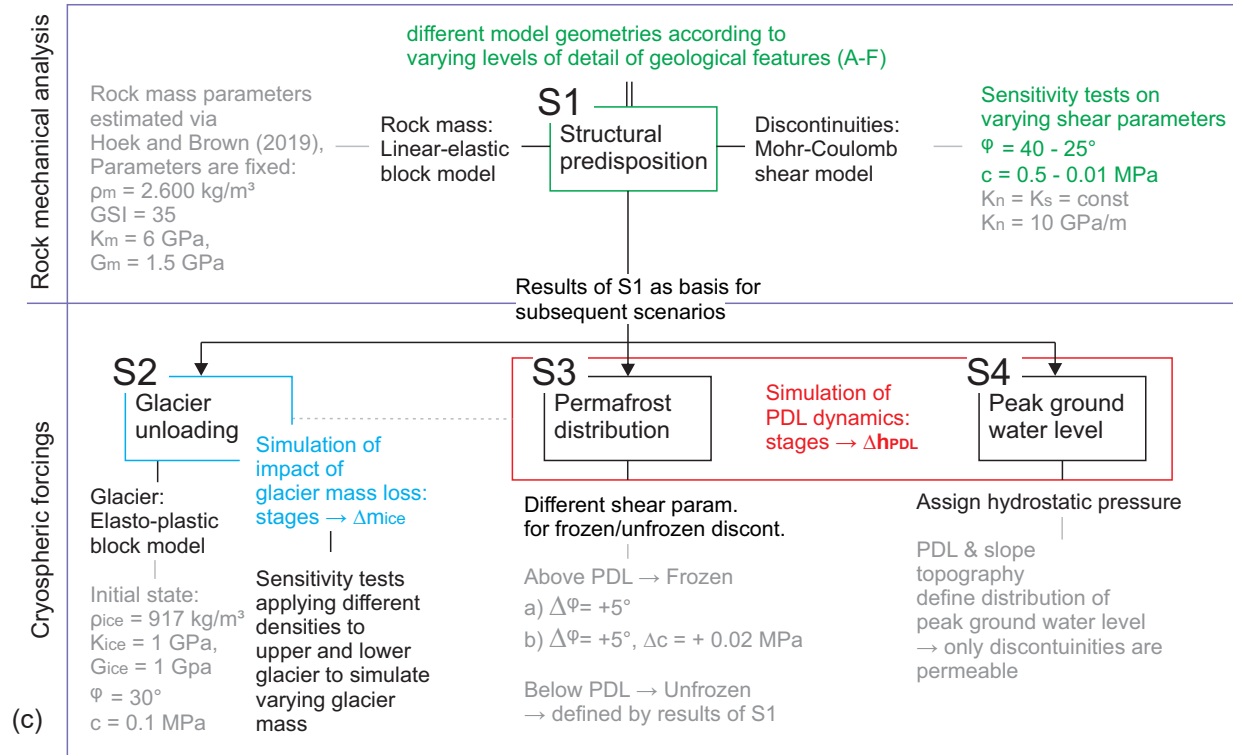 Rock mechanical analysis
different model geometries according to
varying levels of detail of geological features (A-F)
Rock mass parameters
estimated via
Hoek and Brown (2019),
Parameters are fixed:
ρm = 2.600 kg/m³
GSI = 35
Km = 6 GPa,
Gm = 1.5 GPa
Rock mass:
Linear-elastic
block model
S1
Structural
predisposition
Discontinuities:
Mohr-Coulomb
shear model
Sensitivity tests on
varying shear parameters
φ = 40 - 25°
c = 0.5 - 0.01 MPa
Kn = Ks = const
Kn = 10 GPa/m
Results of S1 as basis for
subsequent scenarios
Cryospheric forcings
S2
Glacier
unloading
Simulation of
impact of
glacier mass loss:
stages → Δmice
Glacier:
Elasto-plastic
block model
Initial state:
ρice = 917 kg/m³
Kice = 1 GPa,
Gice = 1 Gpa
φ = 30°
c = 0.1 MPa
Sensitivity tests
applying different
densities to
upper and lower
glacier to simulate
varying glacier
mass
S3
Permafrost
distribution
Simulation of
PDL dynamics:
stages → ΔhPDL
Different shear param.
for frozen/unfrozen discont.
Above PDL → Frozen
a) Δφ= +5°
b) Δφ= +5°, Δc = + 0.02 MPa
Below PDL → Unfrozen
→ defined by results of S1
S4
Peak ground
water level
Assign hydrostatic pressure
PDL & slope
topography
define distribution of
peak ground water level
→ only discontuinities are
permeable
(c)